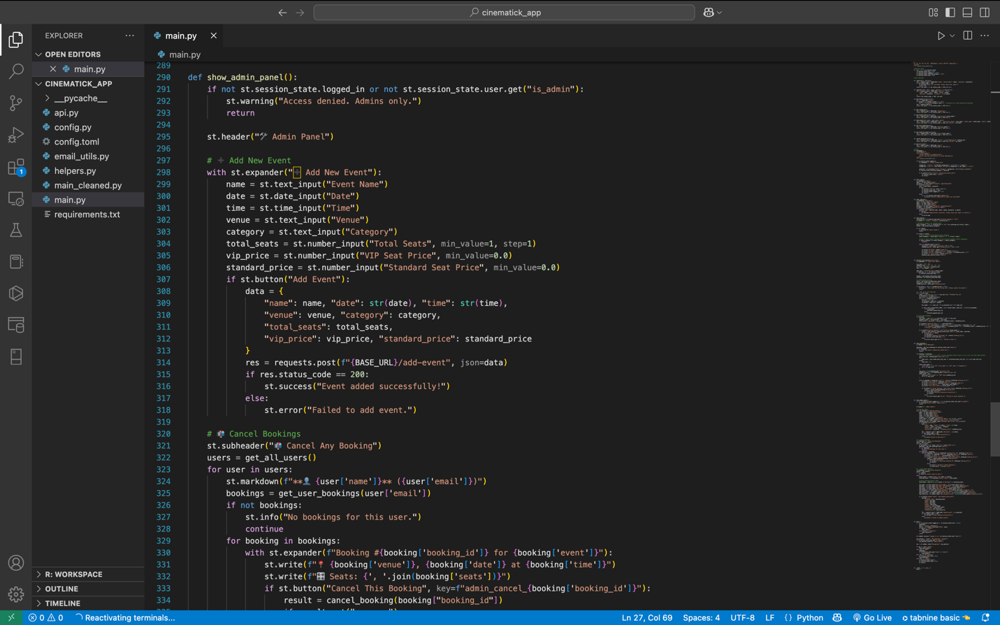 cinematick_app
EXPLORER
OPEN EDITORS
main.py
CINEMATICK_APP
__pycache__
api.py
config.py
config.toml
email_utils.py
helpers.py
main_cleaned.py
main.py
requirements.txt
R: WORKSPACE
OUTLINE
TIMELINE
1
main.py
main.py
289
290 def show_admin_panel():
291 if not st.session_state.logged_in or not st.session_state.user.get("is_admin"):
292 st.warning("Access denied. Admins only.")
293 return
294
295 st.header("🛠 Admin Panel")
296
297 # ➕ Add New Event
298 with st.expander("➕ Add New Event"):
299 name = st.text_input("Event Name")
300 date = st.date_input("Date")
301 time = st.time_input("Time")
302 venue = st.text_input("Venue")
303 category = st.text_input("Category")
304 total_seats = st.number_input("Total Seats", min_value=1, step=1)
305 vip_price = st.number_input("VIP Seat Price", min_value=0.0)
306 standard_price = st.number_input("Standard Seat Price", min_value=0.0)
307 if st.button("Add Event"):
308 data = {
309 "name": name, "date": str(date), "time": str(time),
310 "venue": venue, "category": category,
311 "total_seats": total_seats,
312 "vip_price": vip_price, "standard_price": standard_price
313 }
314 res = requests.post(f"{BASE_URL}/add-event", json=data)
315 if res.status_code == 200:
316 st.success("Event added successfully!")
317 else:
318 st.error("Failed to add event.")
319
320 # 📬 Cancel Bookings
321 st.subheader("📬 Cancel Any Booking")
322 users = get_all_users()
323 for user in users:
324 st.markdown(f"**👤 {user['name']}** ({user['email']})")
325 bookings = get_user_bookings(user['email'])
326 if not bookings:
327 st.info("No bookings for this user.")
328 continue
329 for booking in bookings:
330 with st.expander(f"Booking #{booking['booking_id']} for {booking['event']}"):
331 st.write(f"📍 {booking['venue']}, {booking['date']} at {booking['time']}")
332 st.write(f"🎛 Seats: {', '.join(booking['seats'])}")
333 if st.button("Cancel This Booking", key=f"admin_cancel_{booking['booking_id']}"):
334 result = cancel_booking(booking["booking_id"])
0 0 Reactivating terminals... Ln 27, Col 69 Spaces: 4 UTF-8 LF {} Python Go Live tabnine basic